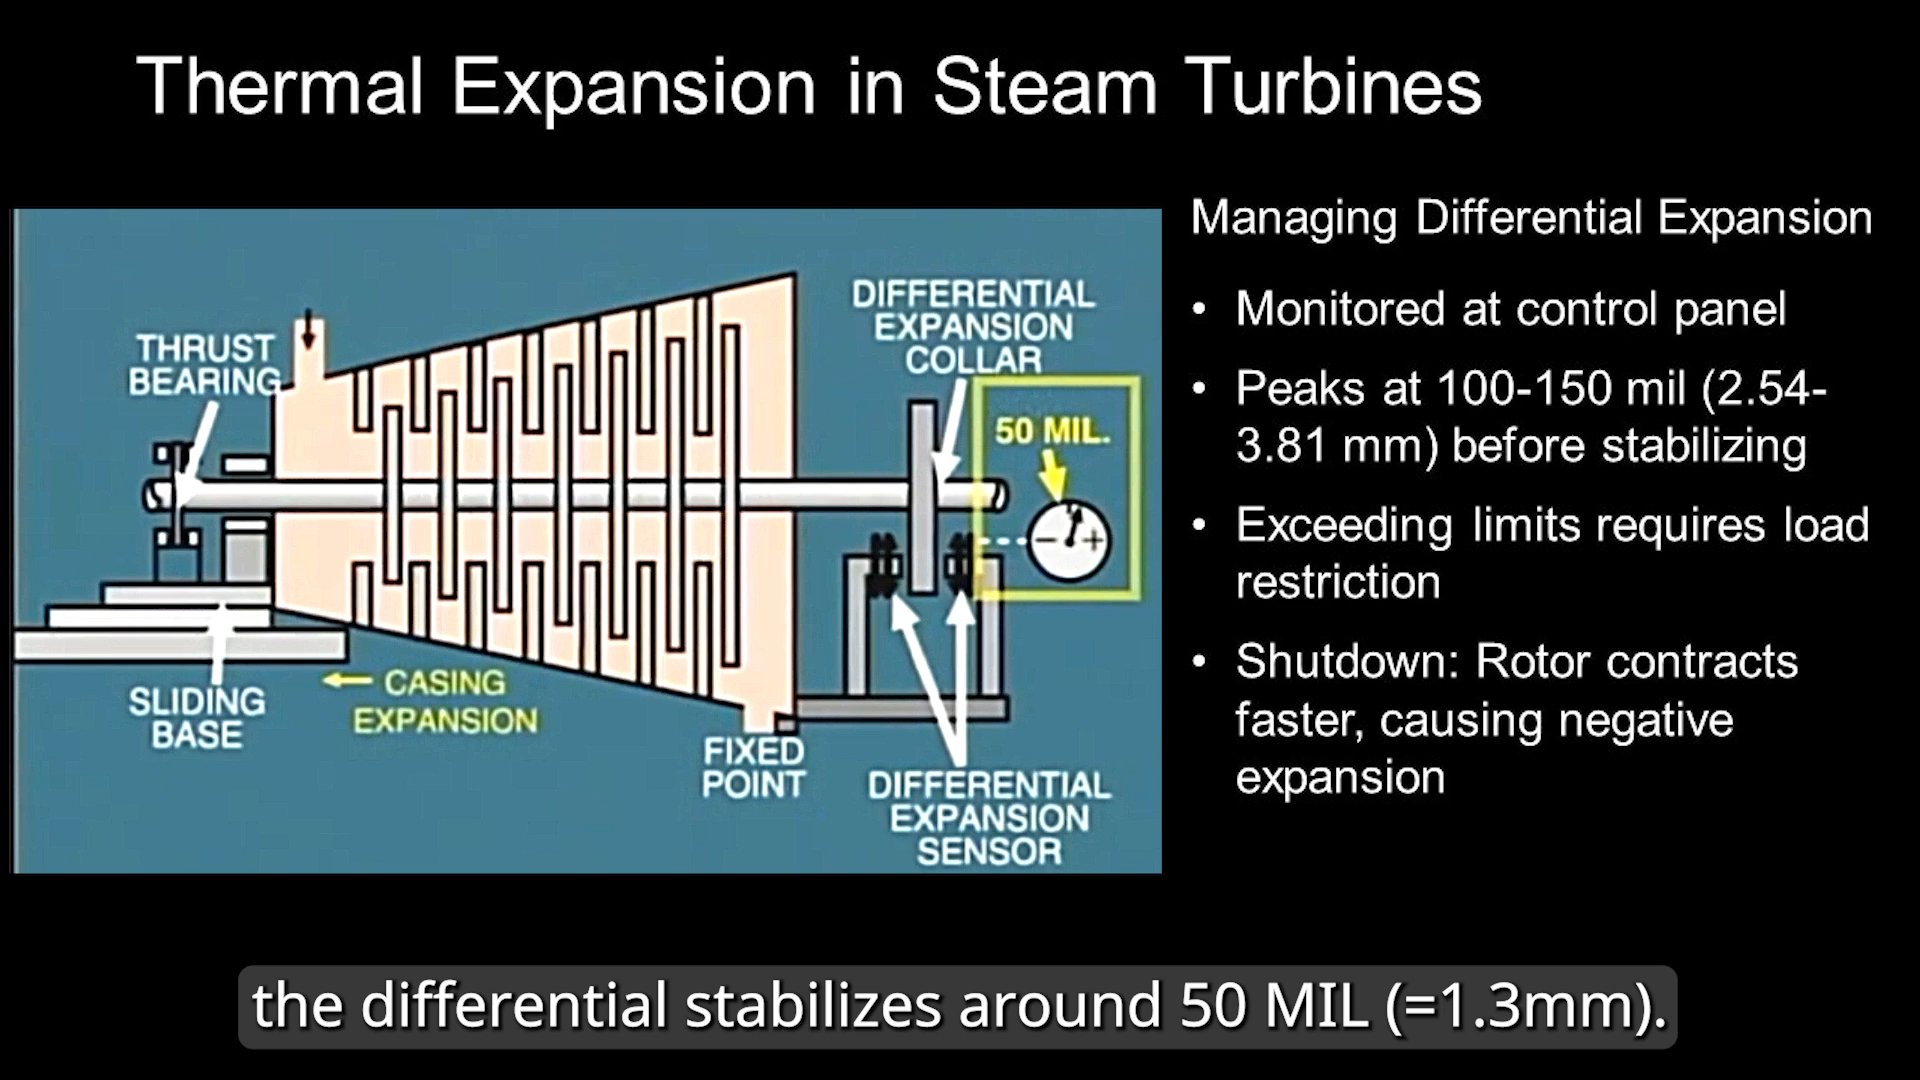 Thermal Expansion in Steam Turbines
Managing Differential Expansion
• Monitored at control panel
• Peaks at 100-150 mil (2.54-
3.81 mm) before stabilizing
• Exceeding limits requires load
restriction
• Shutdown: Rotor contracts
faster, causing negative
expansion
THRUST
BEARING
DIFFERENTIAL
EXPANSION
COLLAR
50 MIL.
− +
SLIDING
BASE
← CASING
EXPANSION
FIXED
POINT
DIFFERENTIAL
EXPANSION
SENSOR
the differential stabilizes around 50 MIL (=1.3mm).